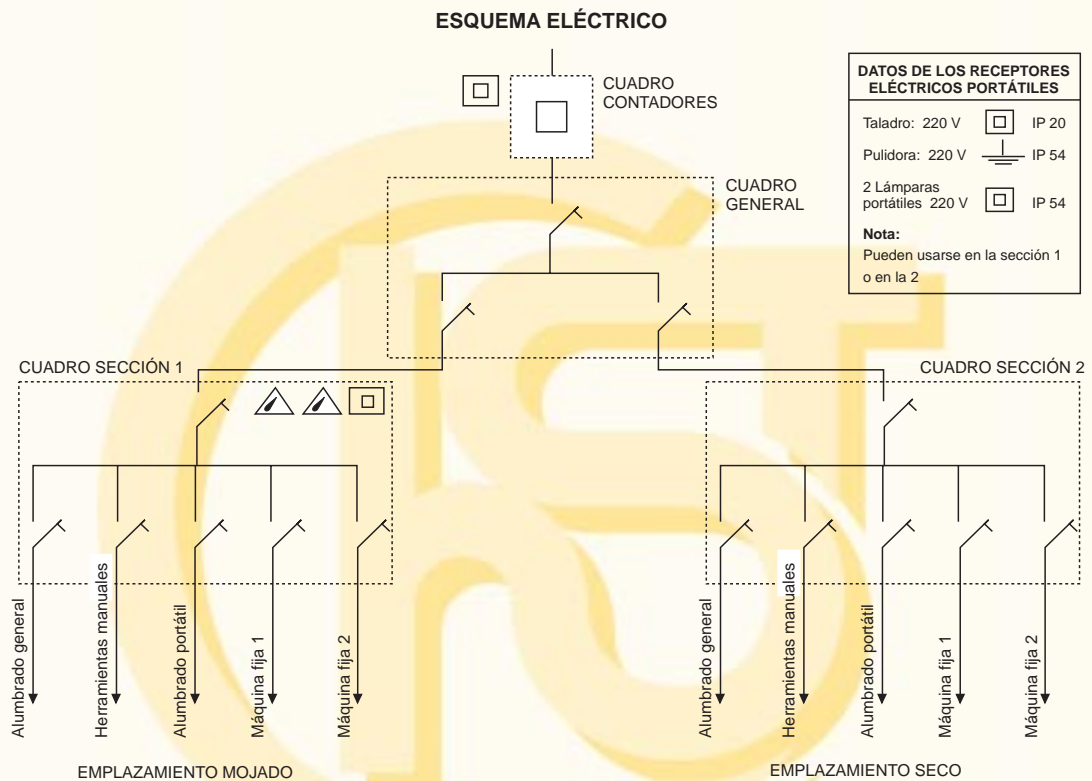 ESQUEMA ELÉCTRICO
CUADRO
CONTADORES
DATOS DE LOS RECEPTORES
ELÉCTRICOS PORTÁTILES
Taladro: 220 V IP 20
Pulidora: 220 V IP 54
2 Lámparas
portátiles 220 V IP 54
Nota:
Pueden usarse en la sección 1
o en la 2
CUADRO
GENERAL
CUADRO SECCIÓN 1
CUADRO SECCIÓN 2
Alumbrado general
Herramientas manuales
Alumbrado portátil
Máquina fija 1
Máquina fija 2
Alumbrado general
Herramientas manuales
Alumbrado portátil
Máquina fija 1
Máquina fija 2
EMPLAZAMIENTO MOJADO
EMPLAZAMIENTO SECO